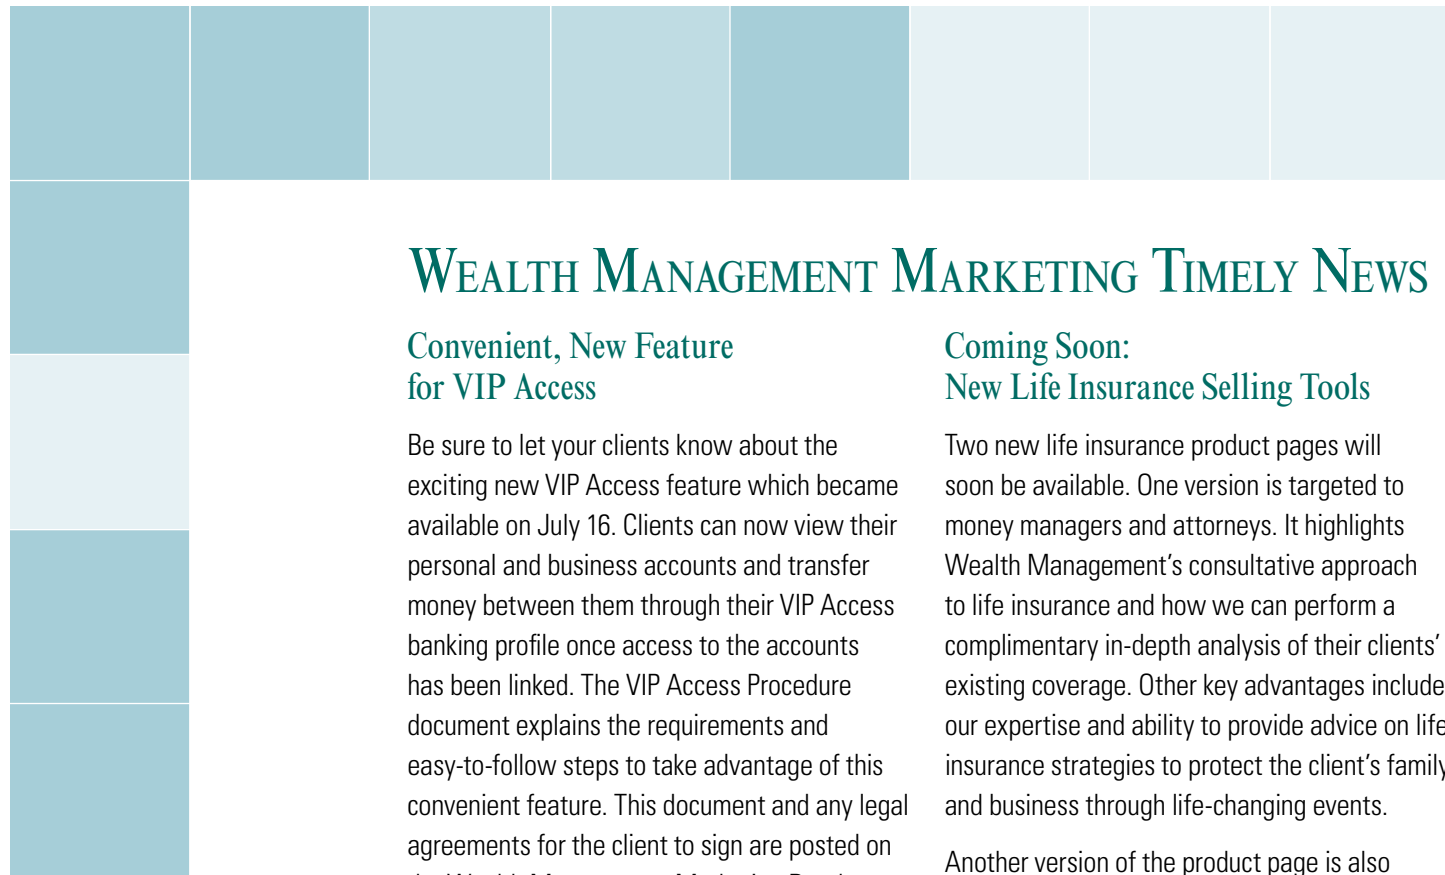 WEALTH MANAGEMENT MARKETING TIMELY NEWS
Convenient, New Feature
for VIP Access
Be sure to let your clients know about the
exciting new VIP Access feature which became
available on July 16. Clients can now view their
personal and business accounts and transfer
money between them through their VIP Access
banking profile once access to the accounts
has been linked. The VIP Access Procedure
document explains the requirements and
easy-to-follow steps to take advantage of this
convenient feature. This document and any legal
agreements for the client to sign are posted on
Coming Soon:
New Life Insurance Selling Tools
Two new life insurance product pages will
soon be available. One version is targeted to
money managers and attorneys. It highlights
Wealth Management's consultative approach
to life insurance and how we can perform a
complimentary in-depth analysis of their clients'
existing coverage. Other key advantages include
our expertise and ability to provide advice on life
insurance strategies to protect the client's family
and business through life-changing events.
Another version of the product page is also